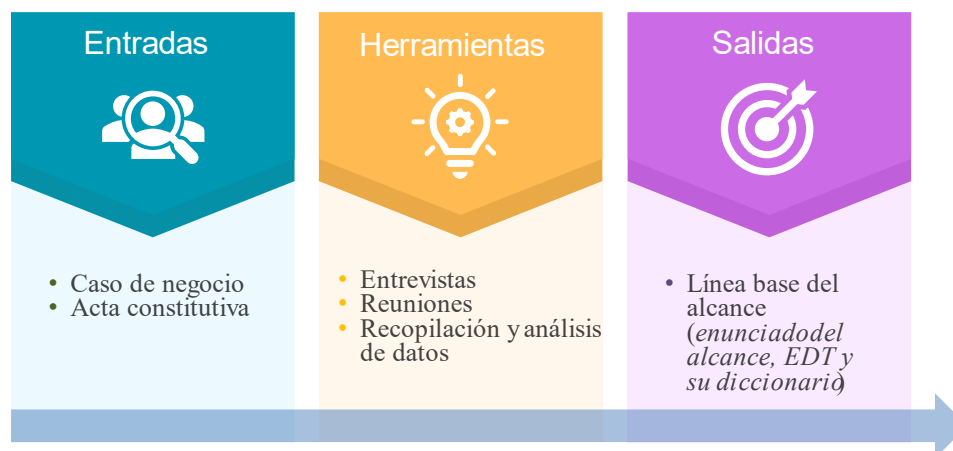 Entradas
Herramientas
Salidas
• Caso de negocio
• Acta constitutiva
• Entrevistas
• Reuniones
• Recopilación y análisis
de datos
• Línea base del
alcance
(enunciadodel
alcance, EDT y
su diccionario)